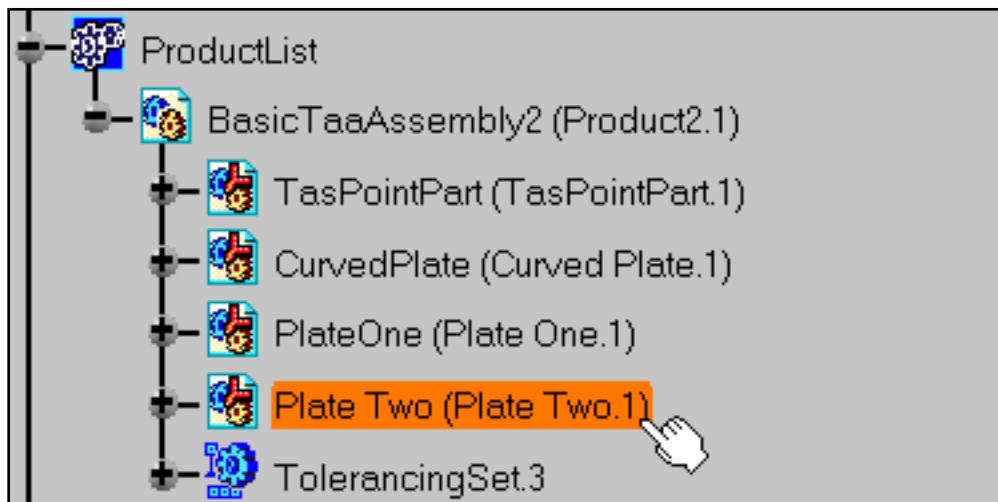 ProductList
BasicTaaAssembly2 (Product2.1)
TasPointPart (TasPointPart.1)
CurvedPlate (Curved Plate.1)
PlateOne (Plate One.1)
Plate Two (Plate Two.1)
TolerancingSet.3